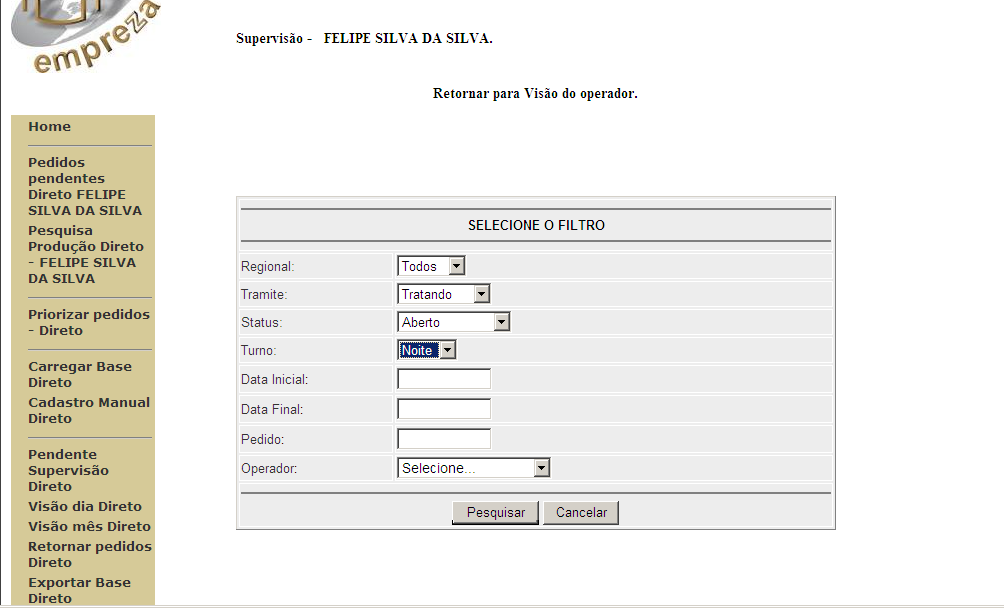 empreza
Supervisão - FELIPE SILVA DA SILVA.
Retornar para Visão do operador.
Home
Pedidos
pendentes
Direto FELIPE
SILVA DA SILVA
Pesquisa
Produção Direto
- FELIPE SILVA
DA SILVA
Priorizar pedidos
- Direto
Carregar Base
Direto
Cadastro Manual
Direto
Pendente
Supervisão
Direto
Visão dia Direto
Visão mês Direto
Retornar pedidos
Direto
Exportar Base
Direto
SELECIONE O FILTRO
Regional: Todos
Tramite: Tratando
Status: Aberto
Turno: Noite
Data Inicial:
Data Final:
Pedido:
Operador: Selecione...
Pesquisar Cancelar